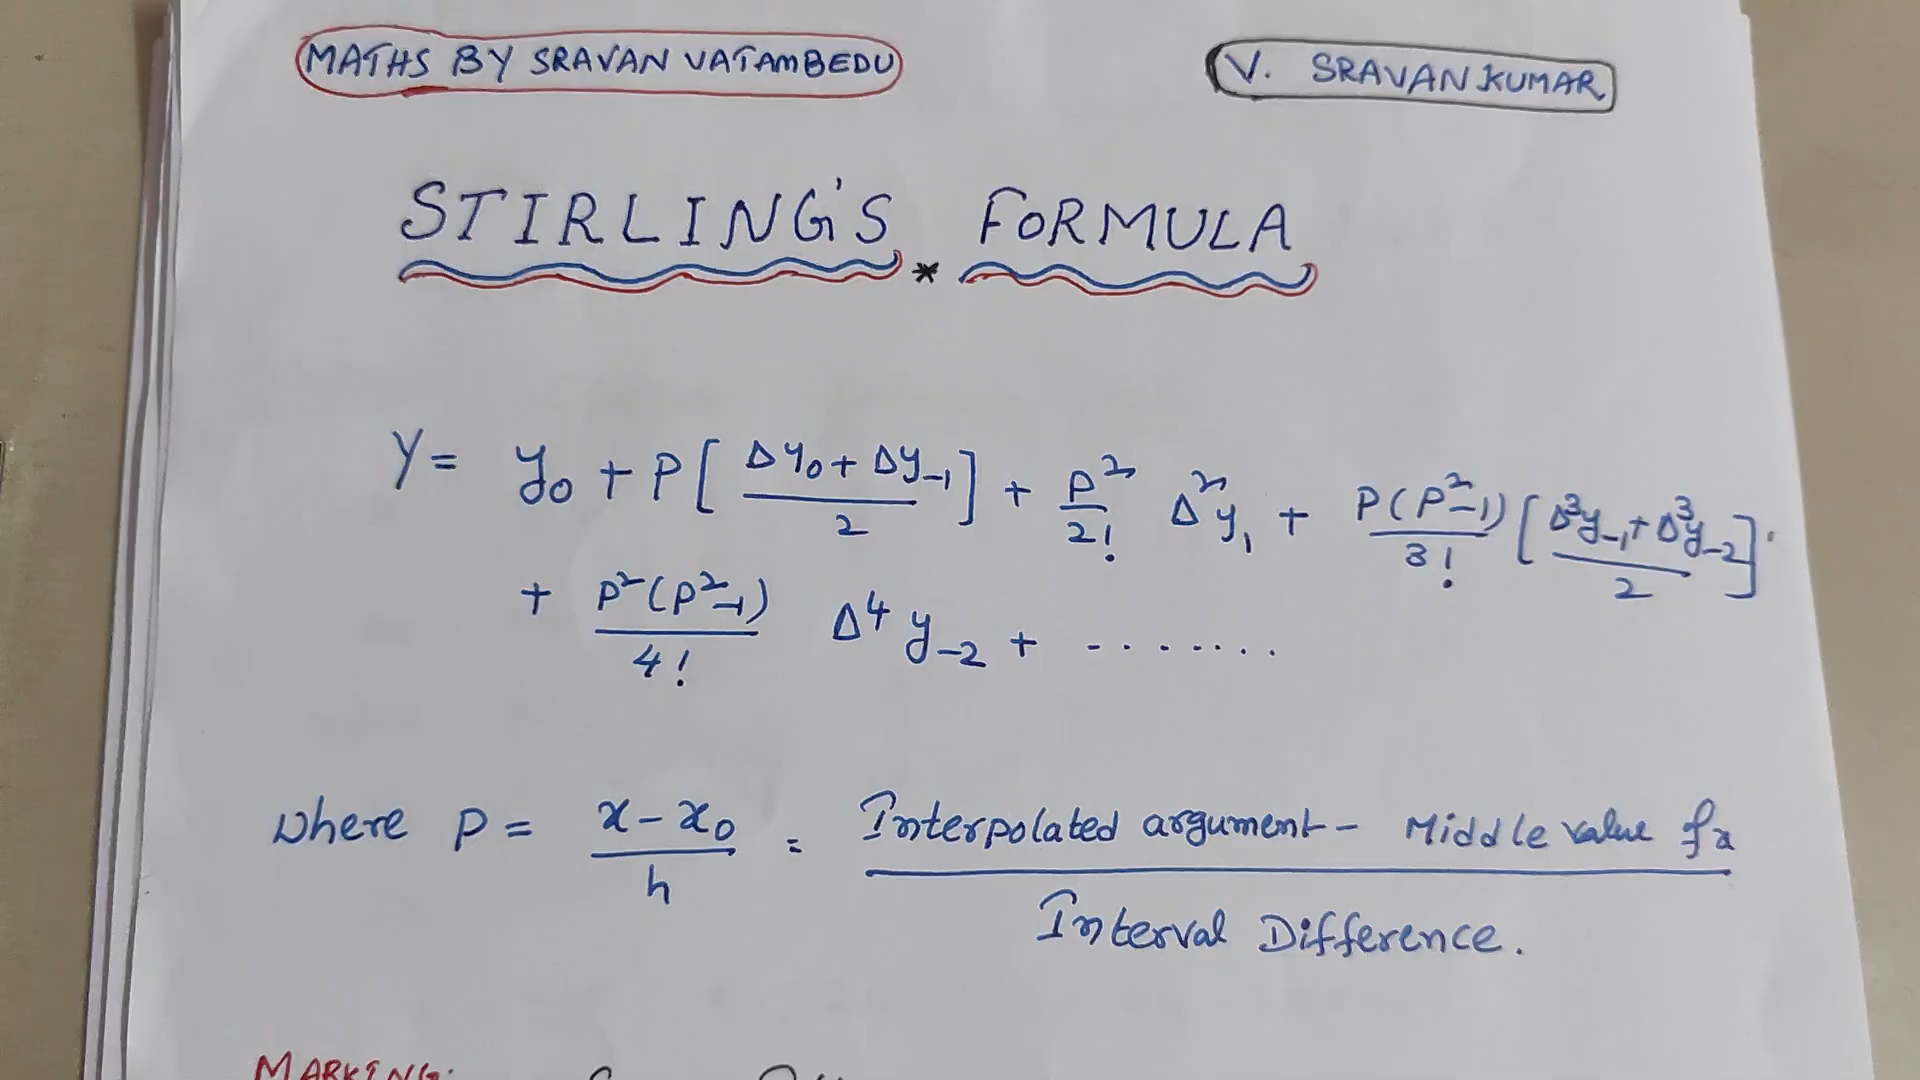 MATHS BY SRAVAN VATAMBEDU
V. SRAVAN KUMAR
STIRLING'S FORMULA
*
Y = y₀ + P [ (Δy₀ + Δy₋₁)/2 ] + P²/2! Δ²y₁ + P(P²-1)/3! [ (Δ³y₋₁ + Δ³y₋₂)/2 ]
+ P²(P²-1)/4! Δ⁴y₋₂ + ........
where P = (x - x₀)/h = Interpolated argument - Middle value of x / Interval Difference.
MARKING: